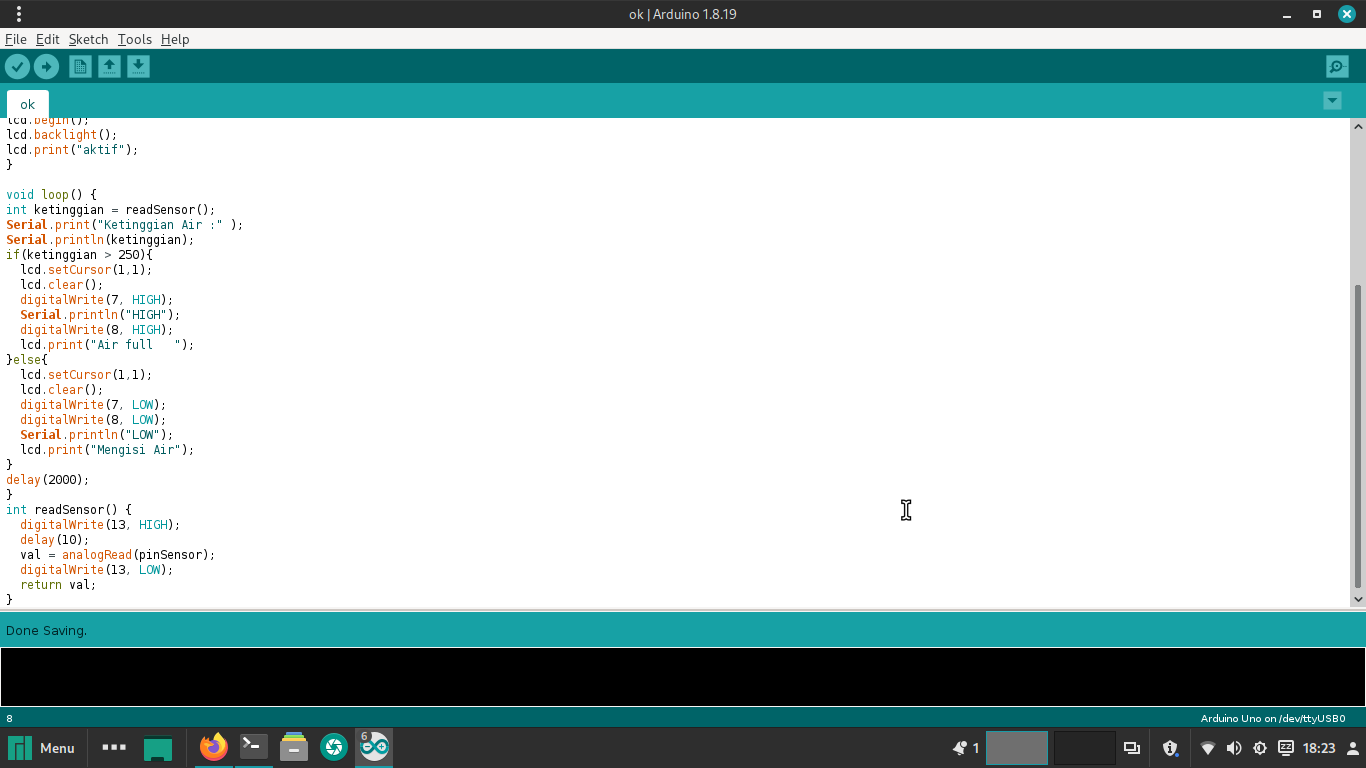 ok | Arduino 1.8.19
File Edit Sketch Tools Help
ok
lcd.begin();
lcd.backlight();
lcd.print("aktif");
}
void loop() {
int ketinggian = readSensor();
Serial.print("Ketinggian Air :" );
Serial.println(ketinggian);
if(ketinggian > 250){
  lcd.setCursor(1,1);
  lcd.clear();
  digitalWrite(7, HIGH);
  Serial.println("HIGH");
  digitalWrite(8, HIGH);
  lcd.print("Air full   ");
}else{
  lcd.setCursor(1,1);
  lcd.clear();
  digitalWrite(7, LOW);
  digitalWrite(8, LOW);
  Serial.println("LOW");
  lcd.print("Mengisi Air");
}
delay(2000);
}
int readSensor() {
  digitalWrite(13, HIGH);
  delay(10);
  val = analogRead(pinSensor);
  digitalWrite(13, LOW);
  return val;
}
Done Saving.
8 Arduino Uno on /dev/ttyUSB0
Menu 6 1 zz 18:23